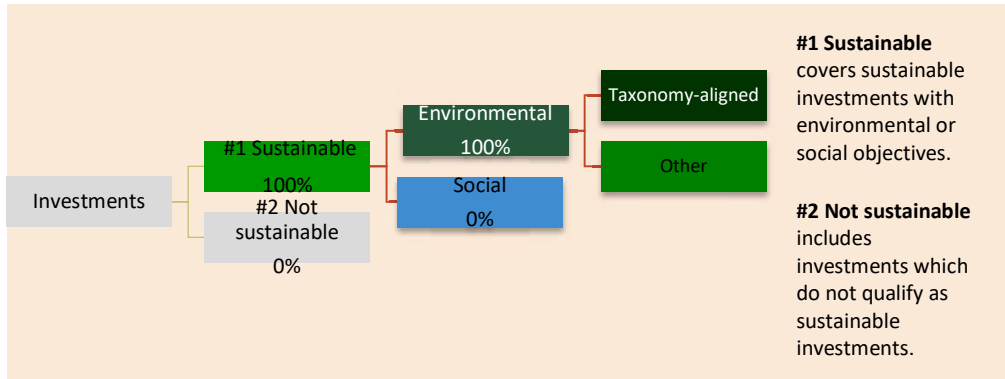 Investments
#1 Sustainable
100%
#2 Not
sustainable
0%
Environmental
100%
Social
0%
Taxonomy-aligned
Other
#1 Sustainable
covers sustainable
investments with
environmental or
social objectives.
#2 Not sustainable
includes
investments which
do not qualify as
sustainable
investments.